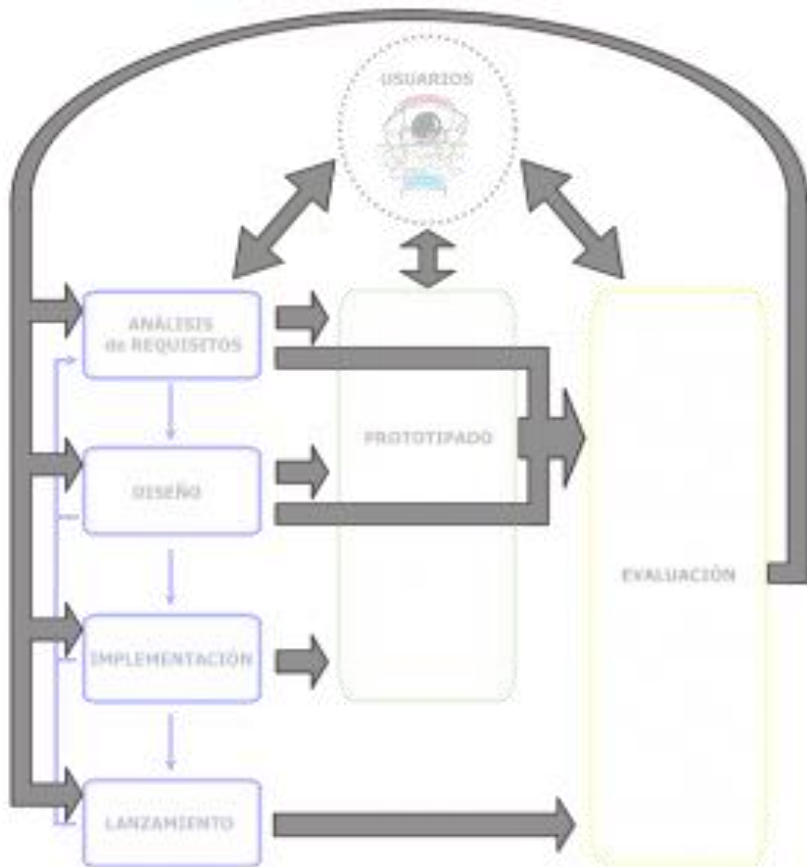 USUARIOS
ANÁLISIS
de REQUISITOS
PROTOTIPADO
DISEÑO
EVALUACIÓN
IMPLEMENTACIÓN
LANZAMIENTO